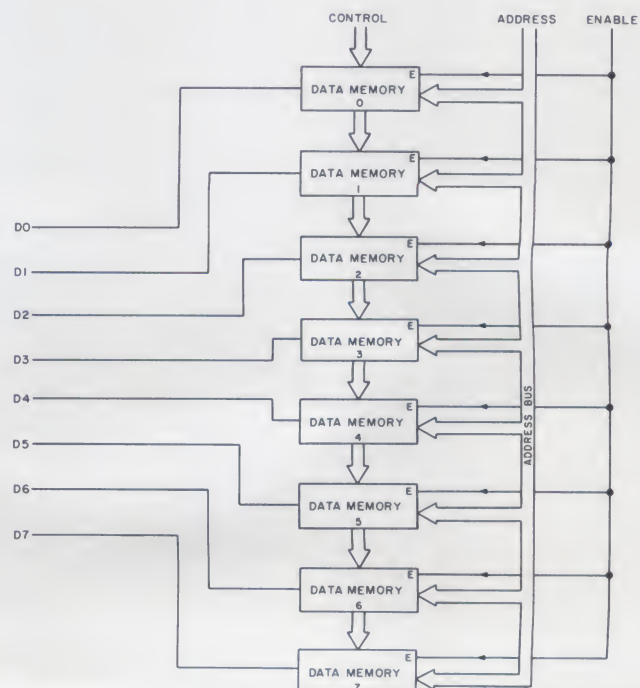 CONTROL ADDRESS ENABLE
E
DATA MEMORY
0
E
DATA MEMORY
1
D0
E
D1
DATA MEMORY
2
D2
E
DATA MEMORY
3
D3
D4
E
DATA MEMORY
4
ADDRESS BUS
D5
E
DATA MEMORY
5
D6
D7
E
DATA MEMORY
6
E
DATA MEMORY
7